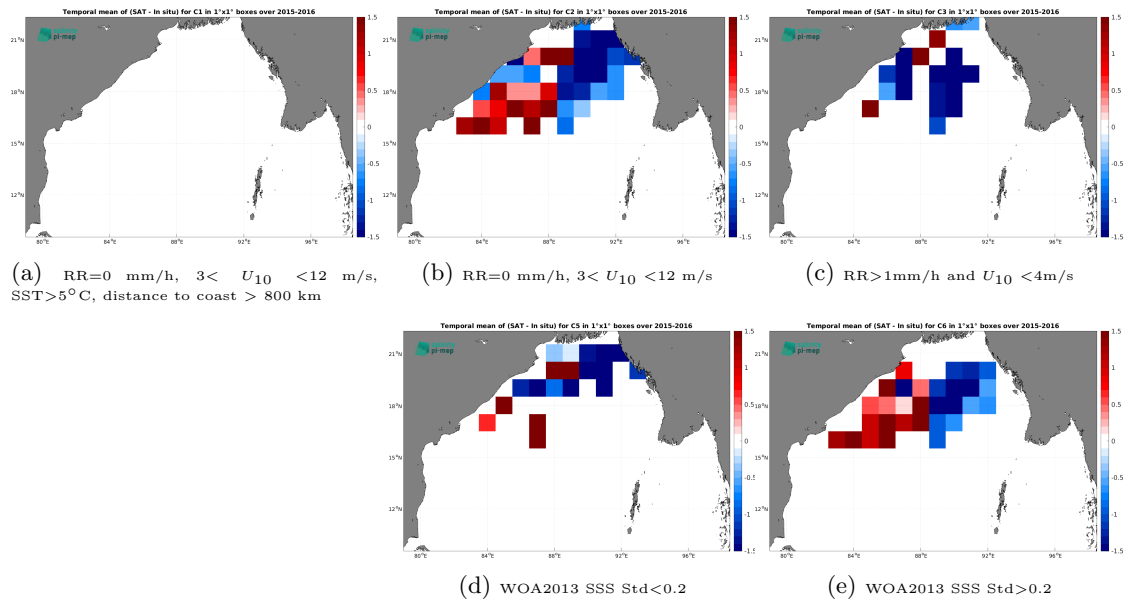 Temporal mean of (SAT - In situ) for C1 in 1°x1° boxes over 2015-2016
pi-mep
21°N
18°N
15°N
12°N
80°E 84°E 88°E 92°E 96°E
1.5
1
0.5
0
-0.5
-1
-1.5
(a) RR=0 mm/h, 3< U10 <12 m/s,
SST>5°C, distance to coast > 800 km
Temporal mean of (SAT - In situ) for C2 in 1°x1° boxes over 2015-2016
pi-mep
21°N
18°N
15°N
12°N
80°E 84°E 88°E 92°E 96°E
1.5
1
0.5
0
-0.5
-1
-1.5
(b) RR=0 mm/h, 3< U10 <12 m/s
Temporal mean of (SAT - In situ) for C3 in 1°x1° boxes over 2015-2016
pi-mep
21°N
18°N
15°N
12°N
80°E 84°E 88°E 92°E 96°E
1.5
1
0.5
0
-0.5
-1
-1.5
(c) RR>1mm/h and U10 <4m/s
Temporal mean of (SAT - In situ) for C5 in 1°x1° boxes over 2015-2016
pi-mep
21°N
18°N
15°N
12°N
80°E 84°E 88°E 92°E 96°E
1.5
1
0.5
0
-0.5
-1
-1.5
(d) WOA2013 SSS Std<0.2
Temporal mean of (SAT - In situ) for C6 in 1°x1° boxes over 2015-2016
pi-mep
21°N
18°N
15°N
12°N
80°E 84°E 88°E 92°E 96°E
1.5
1
0.5
0
-0.5
-1
-1.5
(e) WOA2013 SSS Std>0.2